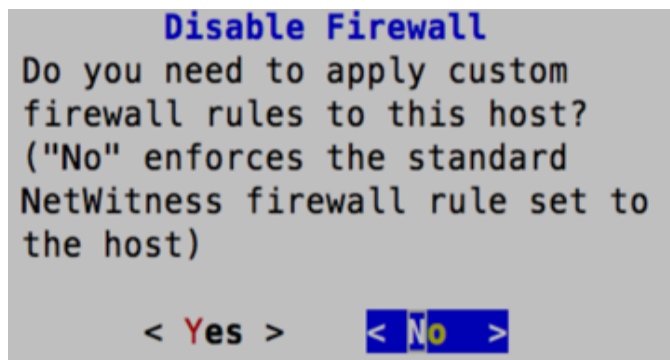 Disable Firewall
Do you need to apply custom
firewall rules to this host?
("No" enforces the standard
NetWitness firewall rule set to
the host)
< Yes > < No >